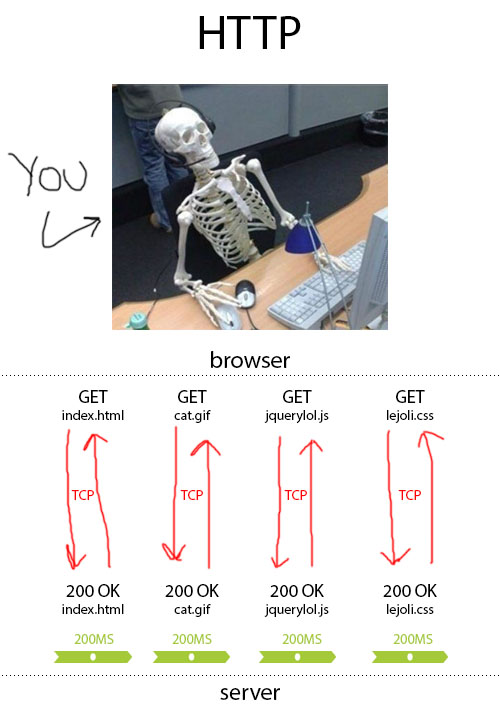 HTTP
YOU
browser
GET GET GET GET
index.html cat.gif jquerylol.js lejoli.css
TCP TCP TCP TCP
200 OK 200 OK 200 OK 200 OK
index.html cat.gif jquerylol.js lejoli.css
200MS 200MS 200MS 200MS
server